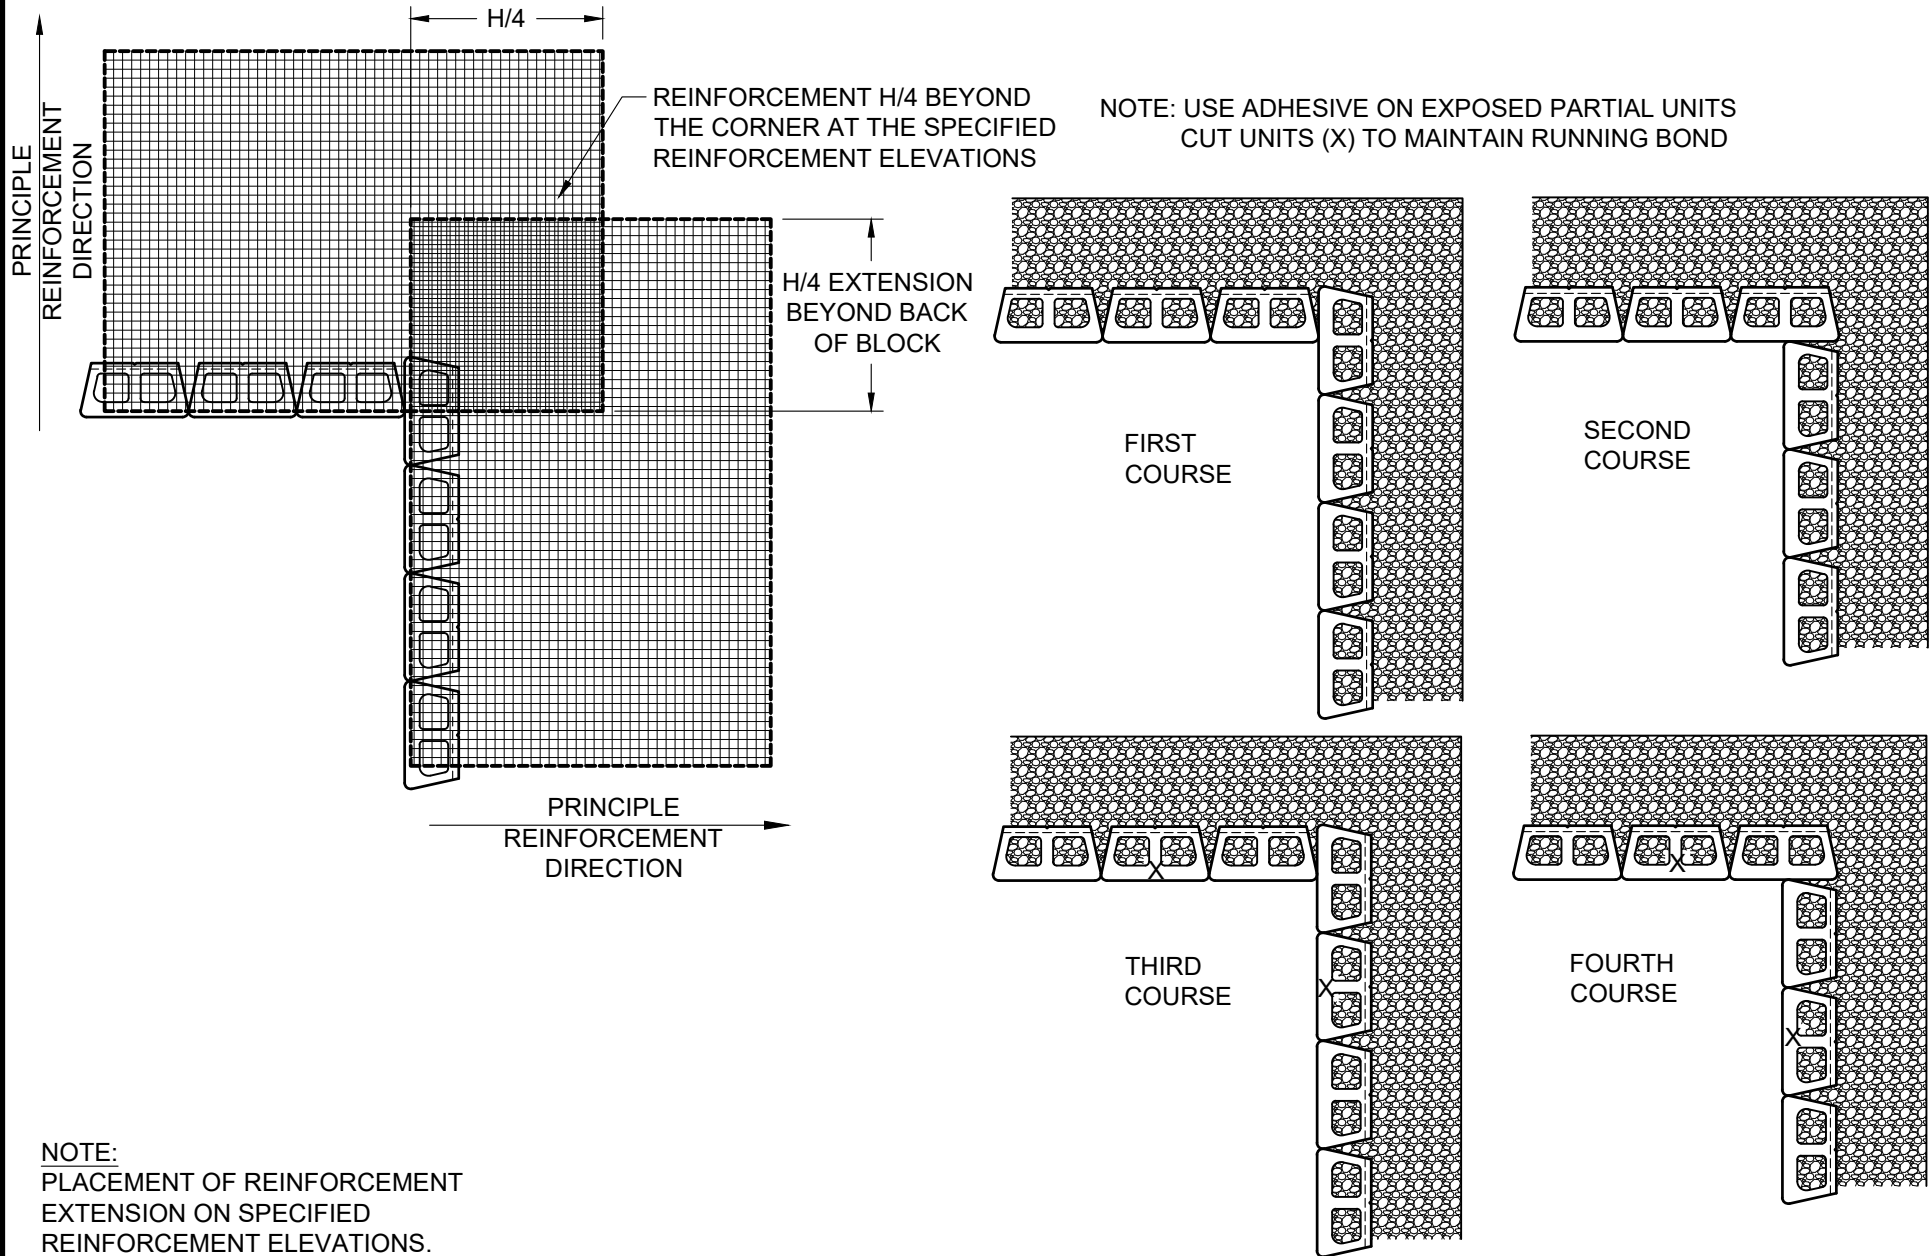 H/4
PRINCIPLE
REINFORCEMENT
DIRECTION
REINFORCEMENT H/4 BEYOND
THE CORNER AT THE SPECIFIED
REINFORCEMENT ELEVATIONS
NOTE: USE ADHESIVE ON EXPOSED PARTIAL UNITS
CUT UNITS (X) TO MAINTAIN RUNNING BOND
H/4 EXTENSION
BEYOND BACK
OF BLOCK
FIRST
COURSE
SECOND
COURSE
PRINCIPLE
REINFORCEMENT
DIRECTION
X
X
THIRD
COURSE
X
FOURTH
COURSE
X
NOTE:
PLACEMENT OF REINFORCEMENT
EXTENSION ON SPECIFIED
REINFORCEMENT ELEVATIONS.